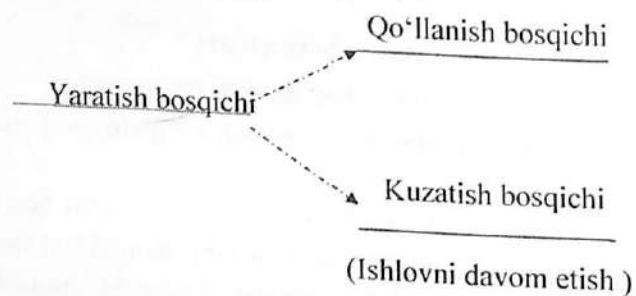 Qo‘llanish bosqichi
Yaratish bosqichi
Kuzatish bosqichi
(Ishlovni davom etish )